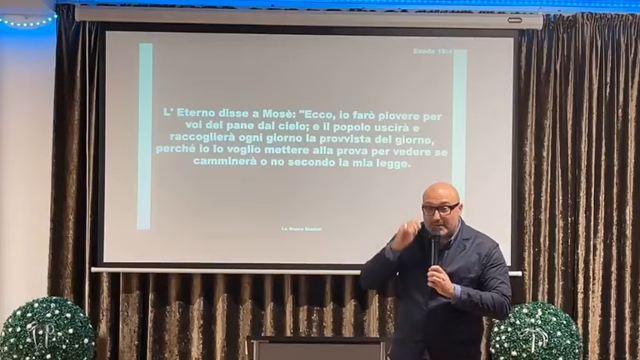 Esodo 16:4
L' Eterno disse a Mosè: "Ecco, io farò piovere per
voi del pane dal cielo; e il popolo uscirà e
raccoglierà ogni giorno la provvista del giorno,
perché io lo voglio mettere alla prova per vedere se
camminerà o no secondo la mia legge.
La Nuova Diodati